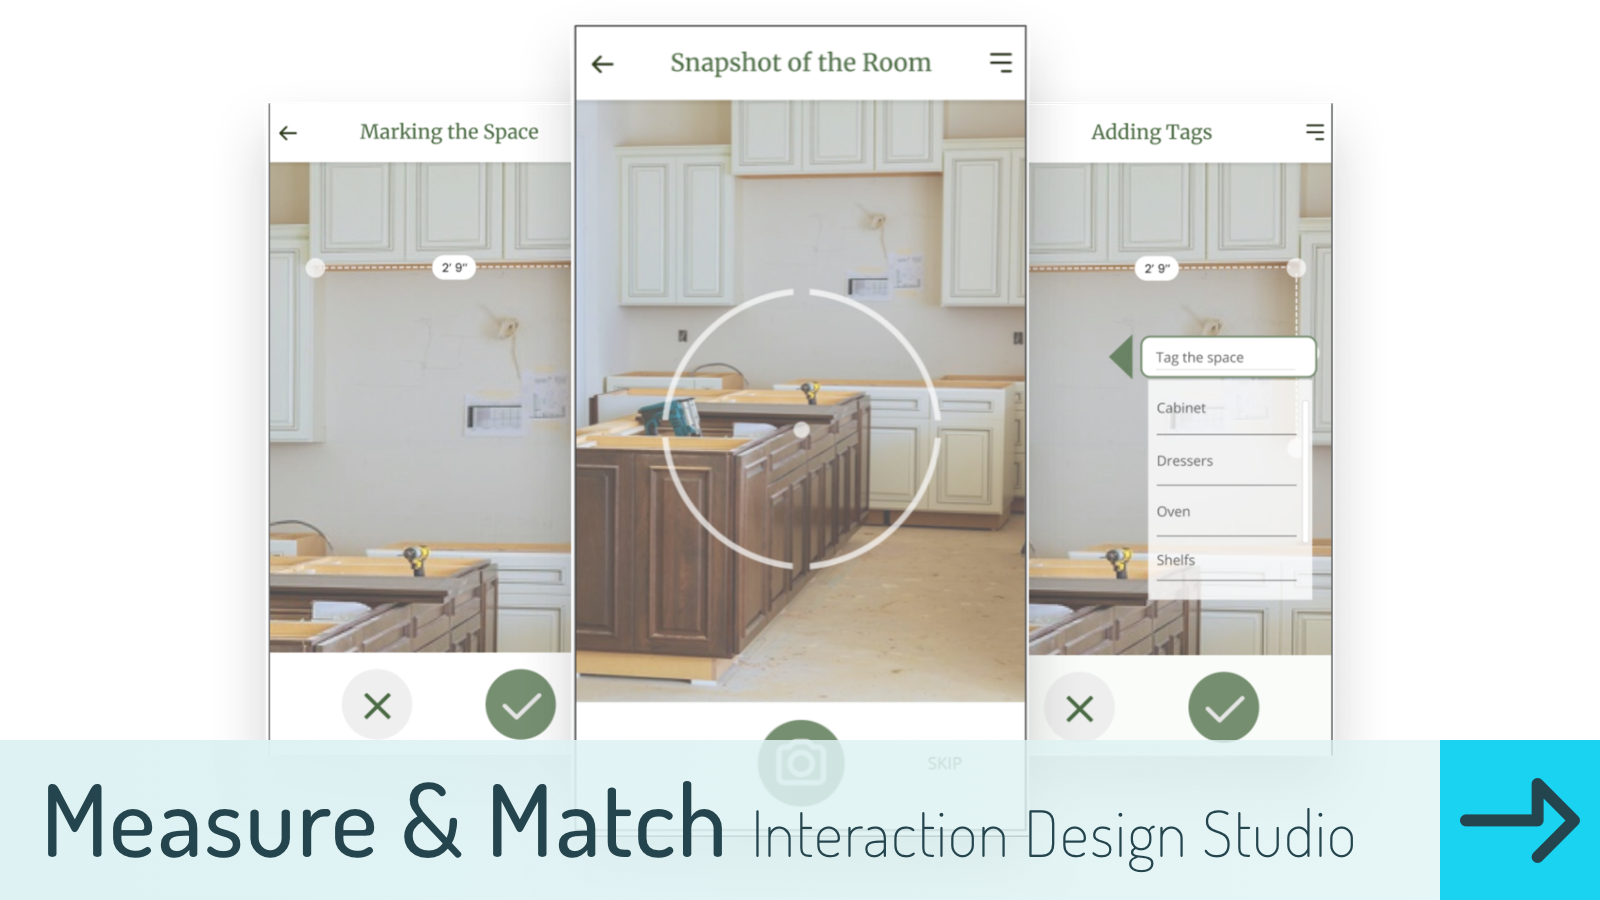 Snapshot of the Room
Marking the Space
Adding Tags
2' 9"
2' 9"
Tag the space
Cabinet
Dressers
Oven
Shelfs
SKIP
Measure & Match Interaction Design Studio